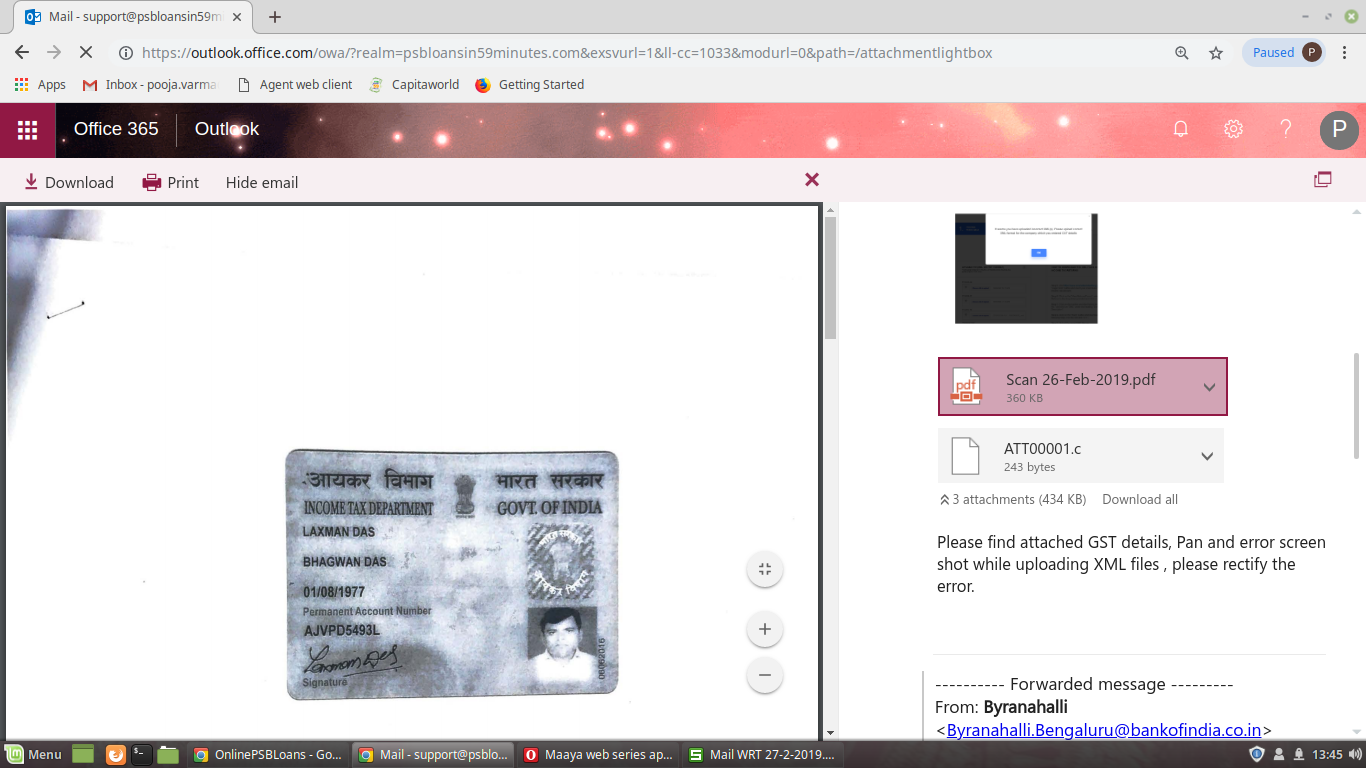 Mail - support@psbloansin59m
https://outlook.office.com/owa/?realm=psbloansin59minutes.com&exsvurl=1&ll-cc=1033&modurl=0&path=/attachmentlightbox
Paused P
Apps
Inbox - pooja.varma
Agent web client
Capitaworld
Getting Started
Office 365
Outlook
P
Download
Print
Hide email
आयकर विभाग
भारत सरकार
INCOME TAX DEPARTMENT
GOVT. OF INDIA
LAXMAN DAS
BHAGWAN DAS
01/08/1977
Permanent Account Number
AJVPD5493L
Laxman Das
Signature
06062016
pdf
Scan 26-Feb-2019.pdf
360 KB
ATT00001.c
243 bytes
3 attachments (434 KB)
Download all
Please find attached GST details, Pan and error screen
shot while uploading XML files , please rectify the
error.
---------- Forwarded message ---------
From: Byranahalli
<Byranahalli.Bengaluru@bankofindia.co.in>
Menu
OnlinePSBLoans - Go...
Mail - support@psblo...
Maaya web series ap...
Mail WRT 27-2-2019....
13:45